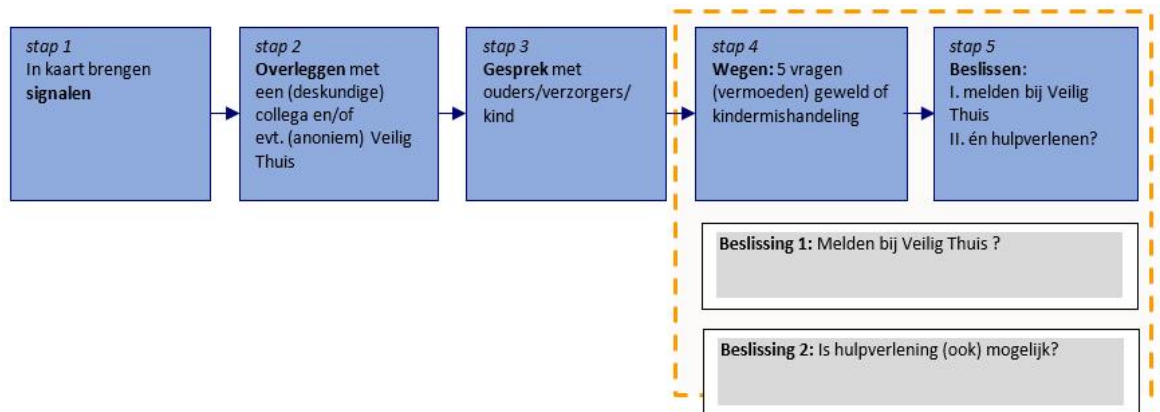 stap 1
In kaart brengen
signalen
stap 2
Overleggen met
een (deskundige)
collega en/of
evt. (anoniem) Veilig
Thuis
stap 3
Gesprek met
ouders/verzorgers/
kind
stap 4
Wegen: 5 vragen
(vermoeden) geweld of
kindermishandeling
stap 5
Beslissen:
I. melden bij Veilig
Thuis
II. én hulpverlenen?
Beslissing 1: Melden bij Veilig Thuis ?
Beslissing 2: Is hulpverlening (ook) mogelijk?